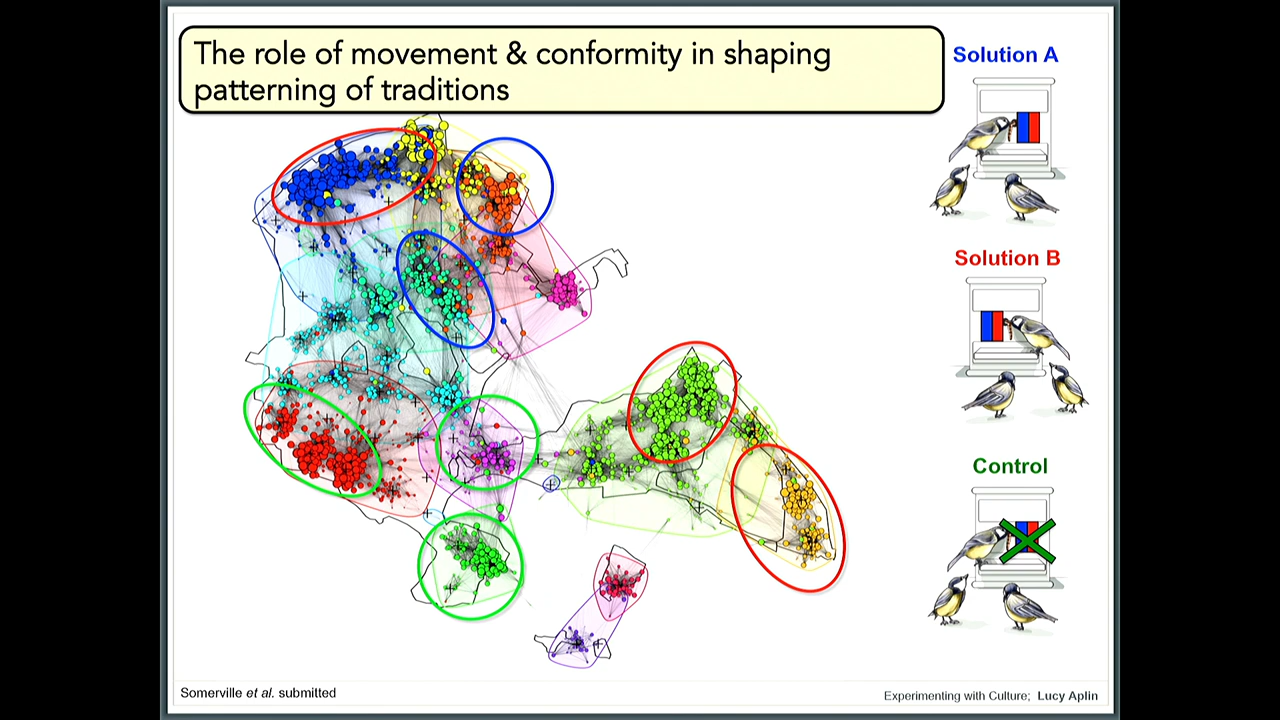 The role of movement & conformity in shaping
patterning of traditions
Solution A
Solution B
Control
Somerville et al. submitted
Experimenting with Culture; Lucy Aplin